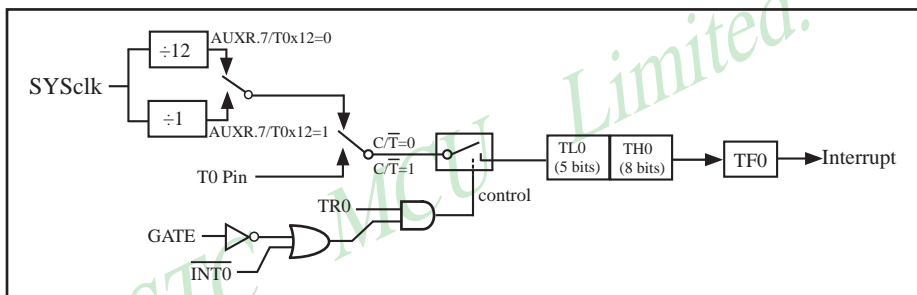 ÷12
AUXR.7/T0x12=0
SYSclk
÷1
AUXR.7/T0x12=1
C/T̅=0
C/T̅=1
T0 Pin
TL0
(5 bits)
TH0
(8 bits)
TF0
Interrupt
control
TR0
GATE
I̅N̅T̅0̅
STC MCU Limited.